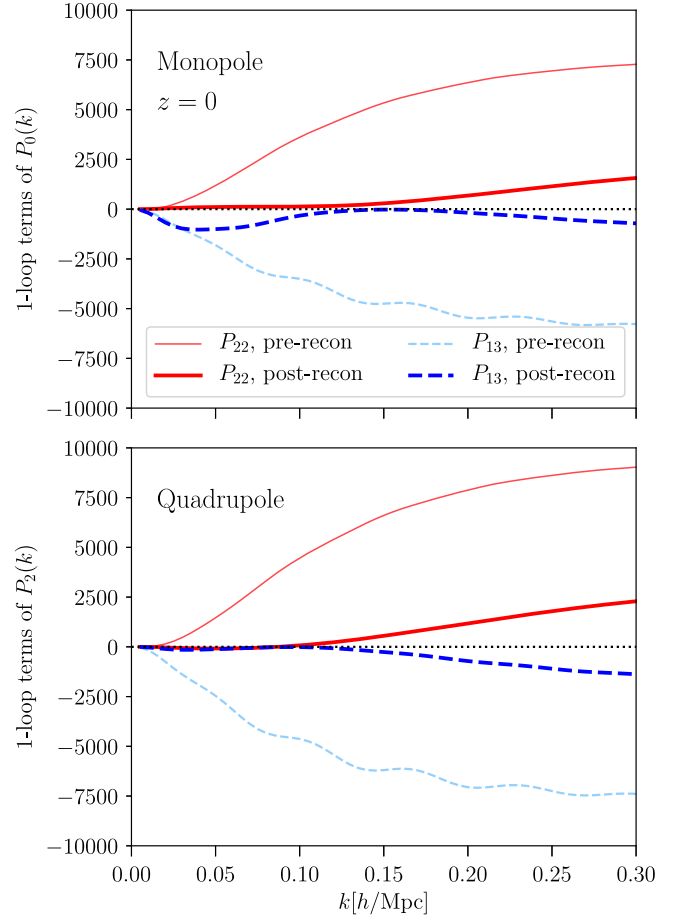 10000
7500
5000
2500
0
−2500
−5000
−7500
−10000
1-loop terms of P₀(k)
Monopole
z = 0
P₂₂, pre-recon
P₂₂, post-recon
P₁₃, pre-recon
P₁₃, post-recon
10000
7500
5000
2500
0
−2500
−5000
−7500
−10000
1-loop terms of P₂(k)
Quadrupole
0.00 0.05 0.10 0.15 0.20 0.25 0.30
k[h/Mpc]